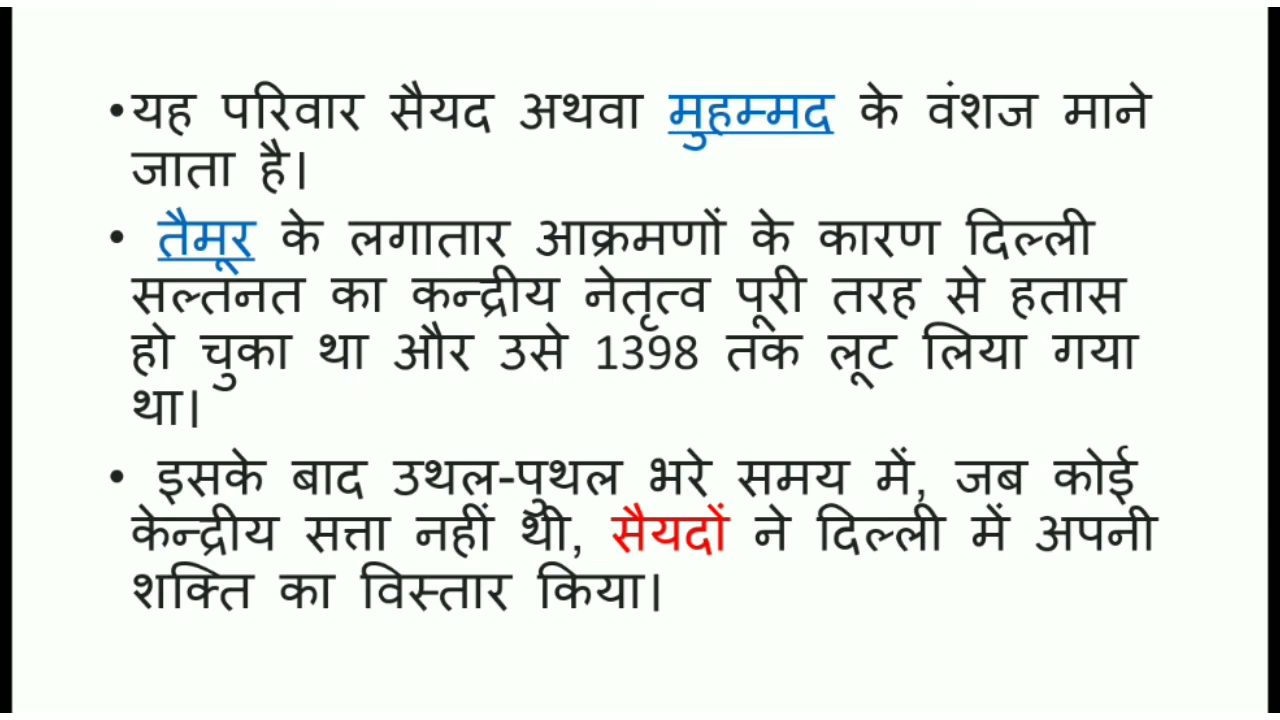 •यह परिवार सैयद अथवा मुहम्मद के वंशज माने
जाता है।
• तैमूर के लगातार आक्रमणों के कारण दिल्ली
सल्तनत का कन्द्रीय नेतृत्व पूरी तरह से हतास
हो चुका था और उसे 1398 तक लूट लिया गया
था।
• इसके बाद उथल-पुथल भरे समय में, जब कोई
केन्द्रीय सत्ता नहीं थी, सैयदों ने दिल्ली में अपनी
शक्ति का विस्तार किया।